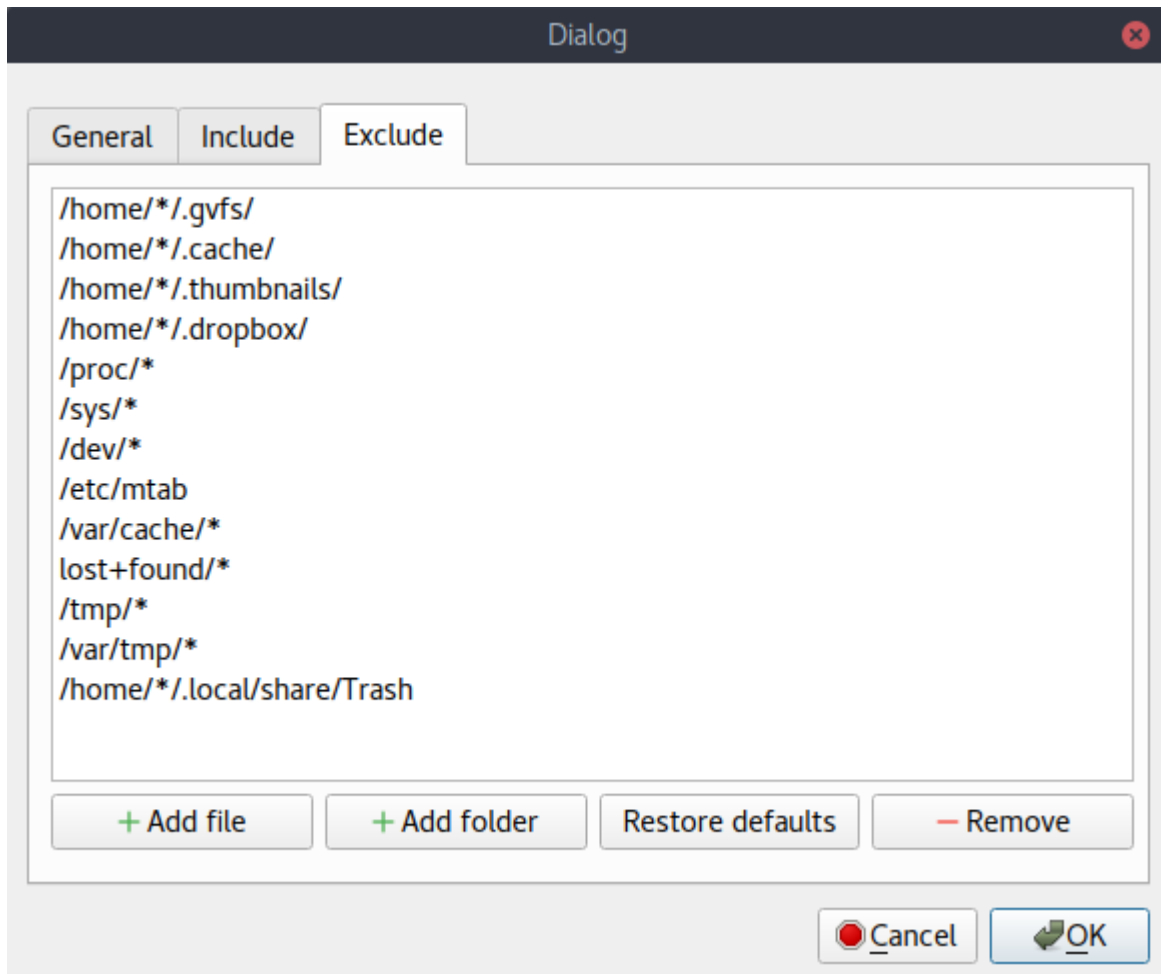 Dialog
General Include Exclude
/home/*/.gvfs/
/home/*/.cache/
/home/*/.thumbnails/
/home/*/.dropbox/
/proc/*
/sys/*
/dev/*
/etc/mtab
/var/cache/*
lost+found/*
/tmp/*
/var/tmp/*
/home/*/.local/share/Trash
+ Add file + Add folder Restore defaults − Remove
Cancel OK